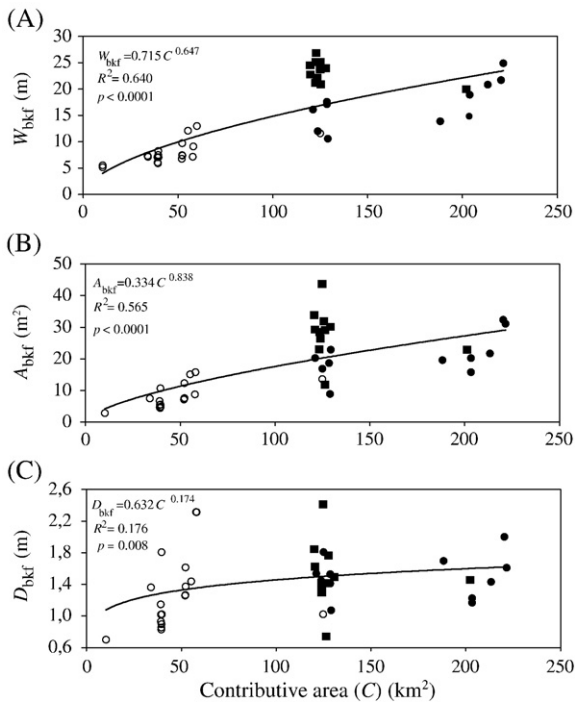 (A)
W_bkf=0.715 C^0.647
R²= 0.640
p < 0.0001
W_bkf (m)
30
25
20
15
10
5
0
0 50 100 150 200 250
(B)
A_bkf=0.334 C^0.838
R²= 0.565
p < 0.0001
A_bkf (m²)
50
40
30
20
10
0
0 50 100 150 200 250
(C)
D_bkf=0.632 C^0.174
R²= 0.176
p = 0.008
D_bkf (m)
2,6
2,2
1,8
1,4
1,0
0,6
0 50 100 150 200 250
Contributive area (C) (km²)